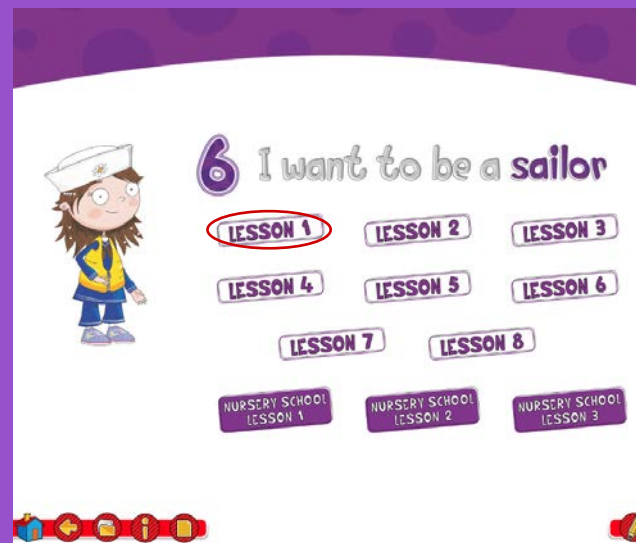 6 I want to be a sailor
LESSON 1 LESSON 2 LESSON 3
LESSON 4 LESSON 5 LESSON 6
LESSON 7 LESSON 8
NURSERY SCHOOL LESSON 1
NURSERY SCHOOL LESSON 2
NURSERY SCHOOL LESSON 3